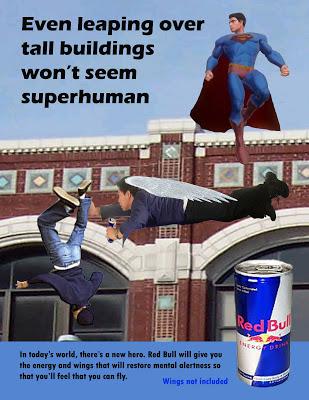 Even leaping over
tall buildings
won't seem
superhuman
Red Bull
ENERGY DRINK
In today's world, there's a new hero. Red Bull will give you
the energy and wings that will restore mental alertness so
that you'll feel that you can fly.
Wings not included